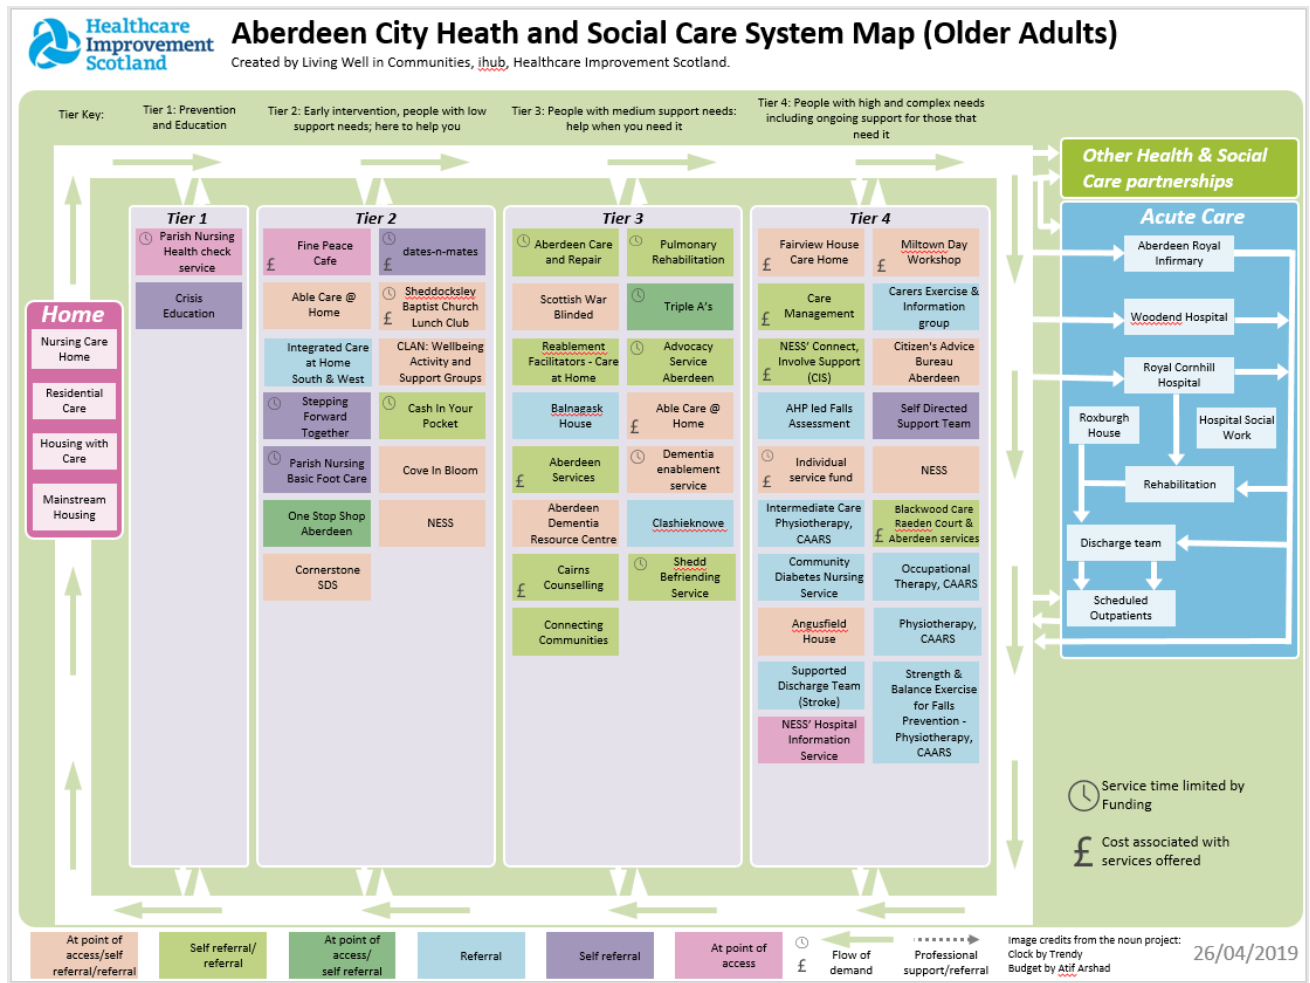 Healthcare
Improvement
Scotland
Aberdeen City Heath and Social Care System Map (Older Adults)
Created by Living Well in Communities, ihub, Healthcare Improvement Scotland.
Tier Key:
Tier 1: Prevention
and Education
Tier 2: Early intervention, people with low
support needs; here to help you
Tier 3: People with medium support needs:
help when you need it
Tier 4: People with high and complex needs
including ongoing support for those that
need it
Home
Nursing Care
Home
Residential
Care
Housing with
Care
Mainstream
Housing
Tier 1
Parish Nursing
Health check
service
Crisis
Education
Tier 2
£
Fine Peace
Cafe
£
dates-n-mates
Able Care @
Home
£
Sheddocksley
Baptist Church
Lunch Club
Integrated Care
at Home
South & West
CLAN: Wellbeing
Activity and
Support Groups
Stepping
Forward
Together
Cash In Your
Pocket
Parish Nursing
Basic Foot Care
Cove In Bloom
One Stop Shop
Aberdeen
NESS
Cornerstone
SDS
Tier 3
Aberdeen Care
and Repair
Pulmonary
Rehabilitation
Scottish War
Blinded
Triple A's
Reablement
Facilitators - Care
at Home
Advocacy
Service
Aberdeen
Balnagask
House
£
Able Care @
Home
£
Aberdeen
Services
Dementia
enablement
service
Aberdeen
Dementia
Resource Centre
Clashieknowe
£
Cairns
Counselling
Shedd
Befriending
Service
Connecting
Communities
Tier 4
£
Fairview House
Care Home
£
Miltown Day
Workshop
£
Care
Management
Carers Exercise &
Information
group
£
NESS' Connect,
Involve Support
(CIS)
Citizen's Advice
Bureau
Aberdeen
AHP led Falls
Assessment
Self Directed
Support Team
£
Individual
service fund
NESS
Intermediate Care
Physiotherapy,
CAARS
£
Blackwood Care
Raeden Court &
Aberdeen services
Community
Diabetes Nursing
Service
Occupational
Therapy, CAARS
Angusfield
House
Physiotherapy,
CAARS
Supported
Discharge Team
(Stroke)
Strength &
Balance Exercise
for Falls
Prevention -
Physiotherapy,
CAARS
NESS' Hospital
Information
Service
Other Health & Social
Care partnerships
Acute Care
Aberdeen Royal
Infirmary
Woodend Hospital
Royal Cornhill
Hospital
Roxburgh
House
Hospital Social
Work
Rehabilitation
Discharge team
Scheduled
Outpatients
Service time limited by
Funding
£
Cost associated with
services offered
At point of
access/self
referral/referral
Self referral/
referral
At point of
access/
self referral
Referral
Self referral
At point of
access
£
Flow of
demand
Professional
support/referral
Image credits from the noun project:
Clock by Trendy
Budget by Atif Arshad
26/04/2019